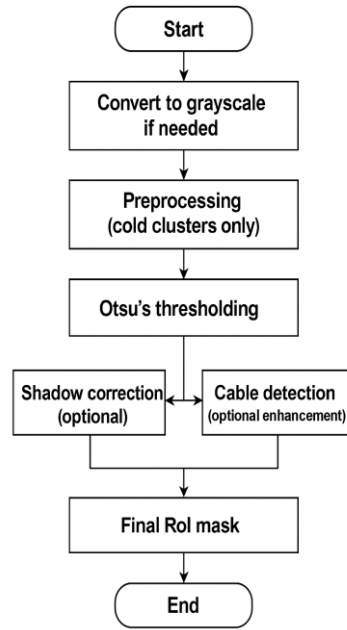 Start
Convert to grayscale
if needed
Preprocessing
(cold clusters only)
Otsu's thresholding
Shadow correction
(optional)
Cable detection
(optional enhancement)
Final RoI mask
End